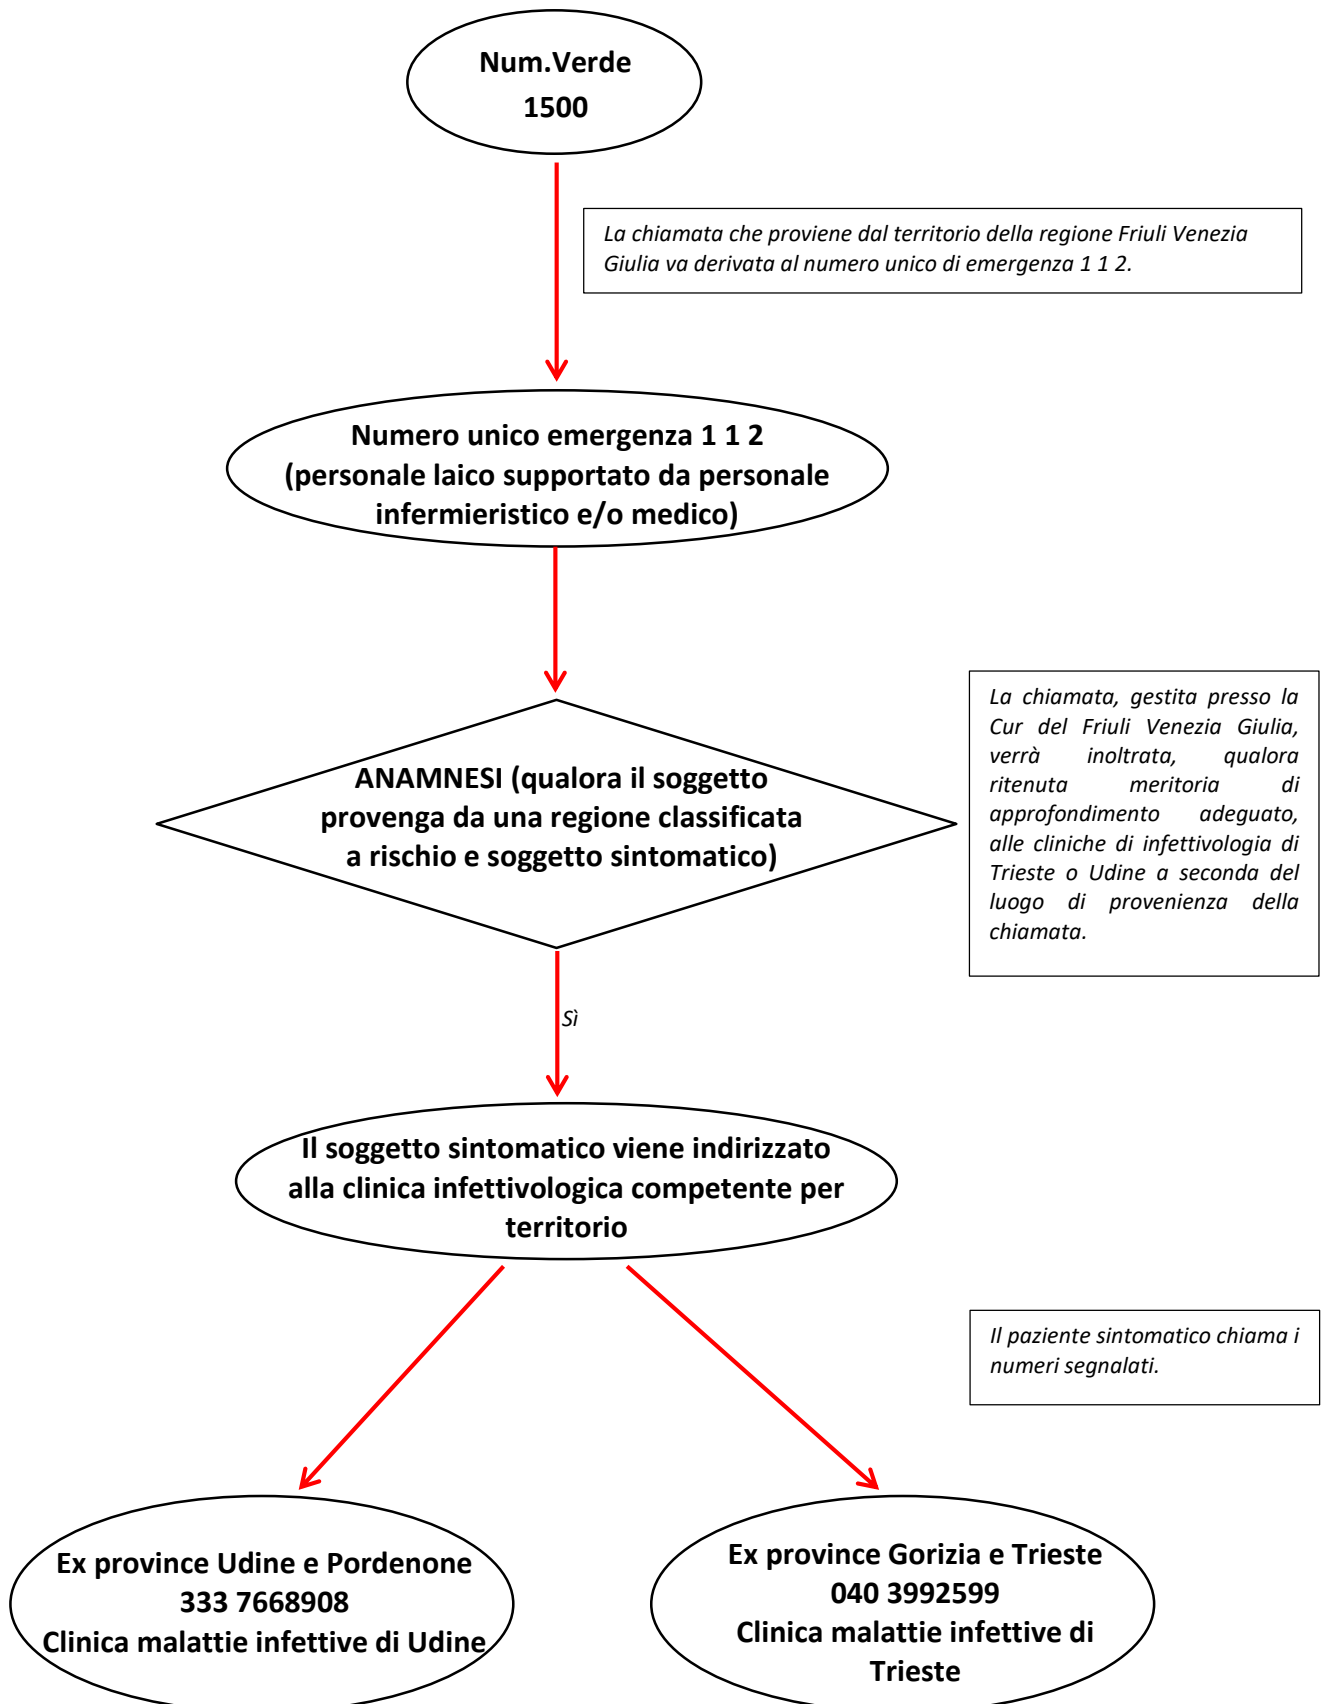 Num.Verde
1500
La chiamata che proviene dal territorio della regione Friuli Venezia
Giulia va derivata al numero unico di emergenza 1 1 2.
Numero unico emergenza 1 1 2
(personale laico supportato da personale
infermieristico e/o medico)
ANAMNESI (qualora il soggetto
provenga da una regione classificata
a rischio e soggetto sintomatico)
La chiamata, gestita presso la
Cur del Friuli Venezia Giulia,
verrà inoltrata, qualora
ritenuta meritoria di
approfondimento adeguato,
alle cliniche di infettivologia di
Trieste o Udine a seconda del
luogo di provenienza della
chiamata.
Sì
Il soggetto sintomatico viene indirizzato
alla clinica infettivologica competente per
territorio
Il paziente sintomatico chiama i
numeri segnalati.
Ex province Udine e Pordenone
333 7668908
Clinica malattie infettive di Udine
Ex province Gorizia e Trieste
040 3992599
Clinica malattie infettive di
Trieste